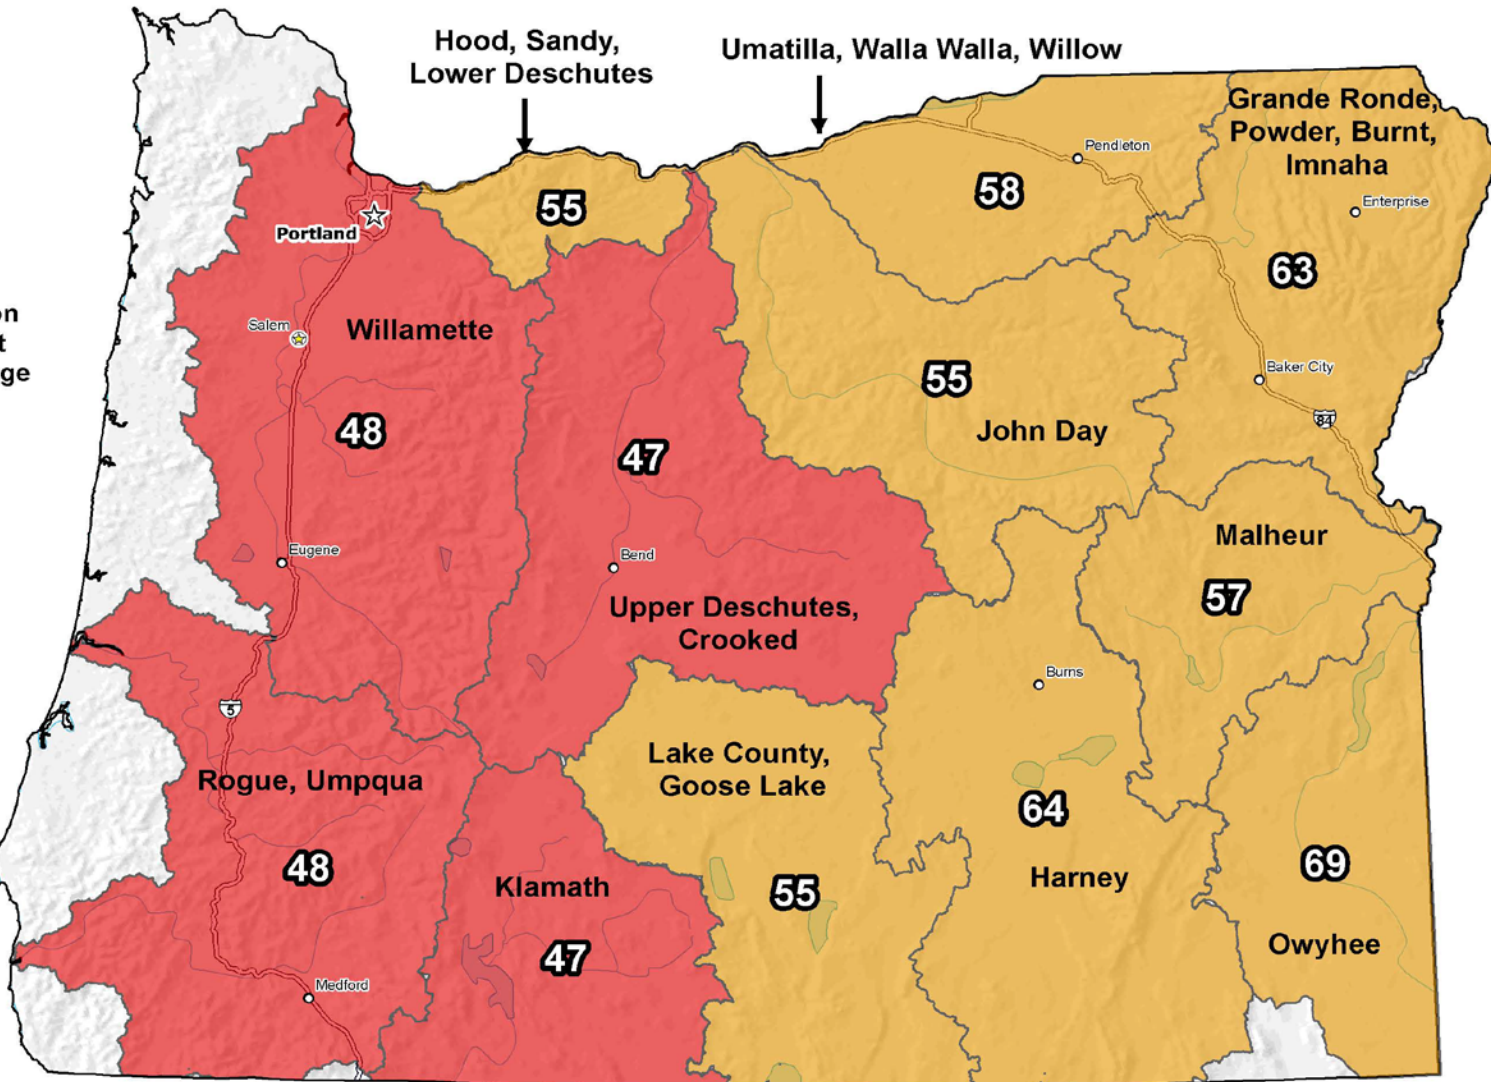 Hood, Sandy,
Lower Deschutes
Umatilla, Walla Walla, Willow
Grande Ronde,
Powder, Burnt,
Imnaha
Pendleton
58
Enterprise
55
Portland
63
Salem
Willamette
Baker City
55
John Day
84
48
47
Malheur
Eugene
Bend
57
Upper Deschutes,
Crooked
Burns
5
Lake County,
Goose Lake
Rogue, Umpqua
64
48
Klamath
55
Harney
69
47
Owyhee
Medford